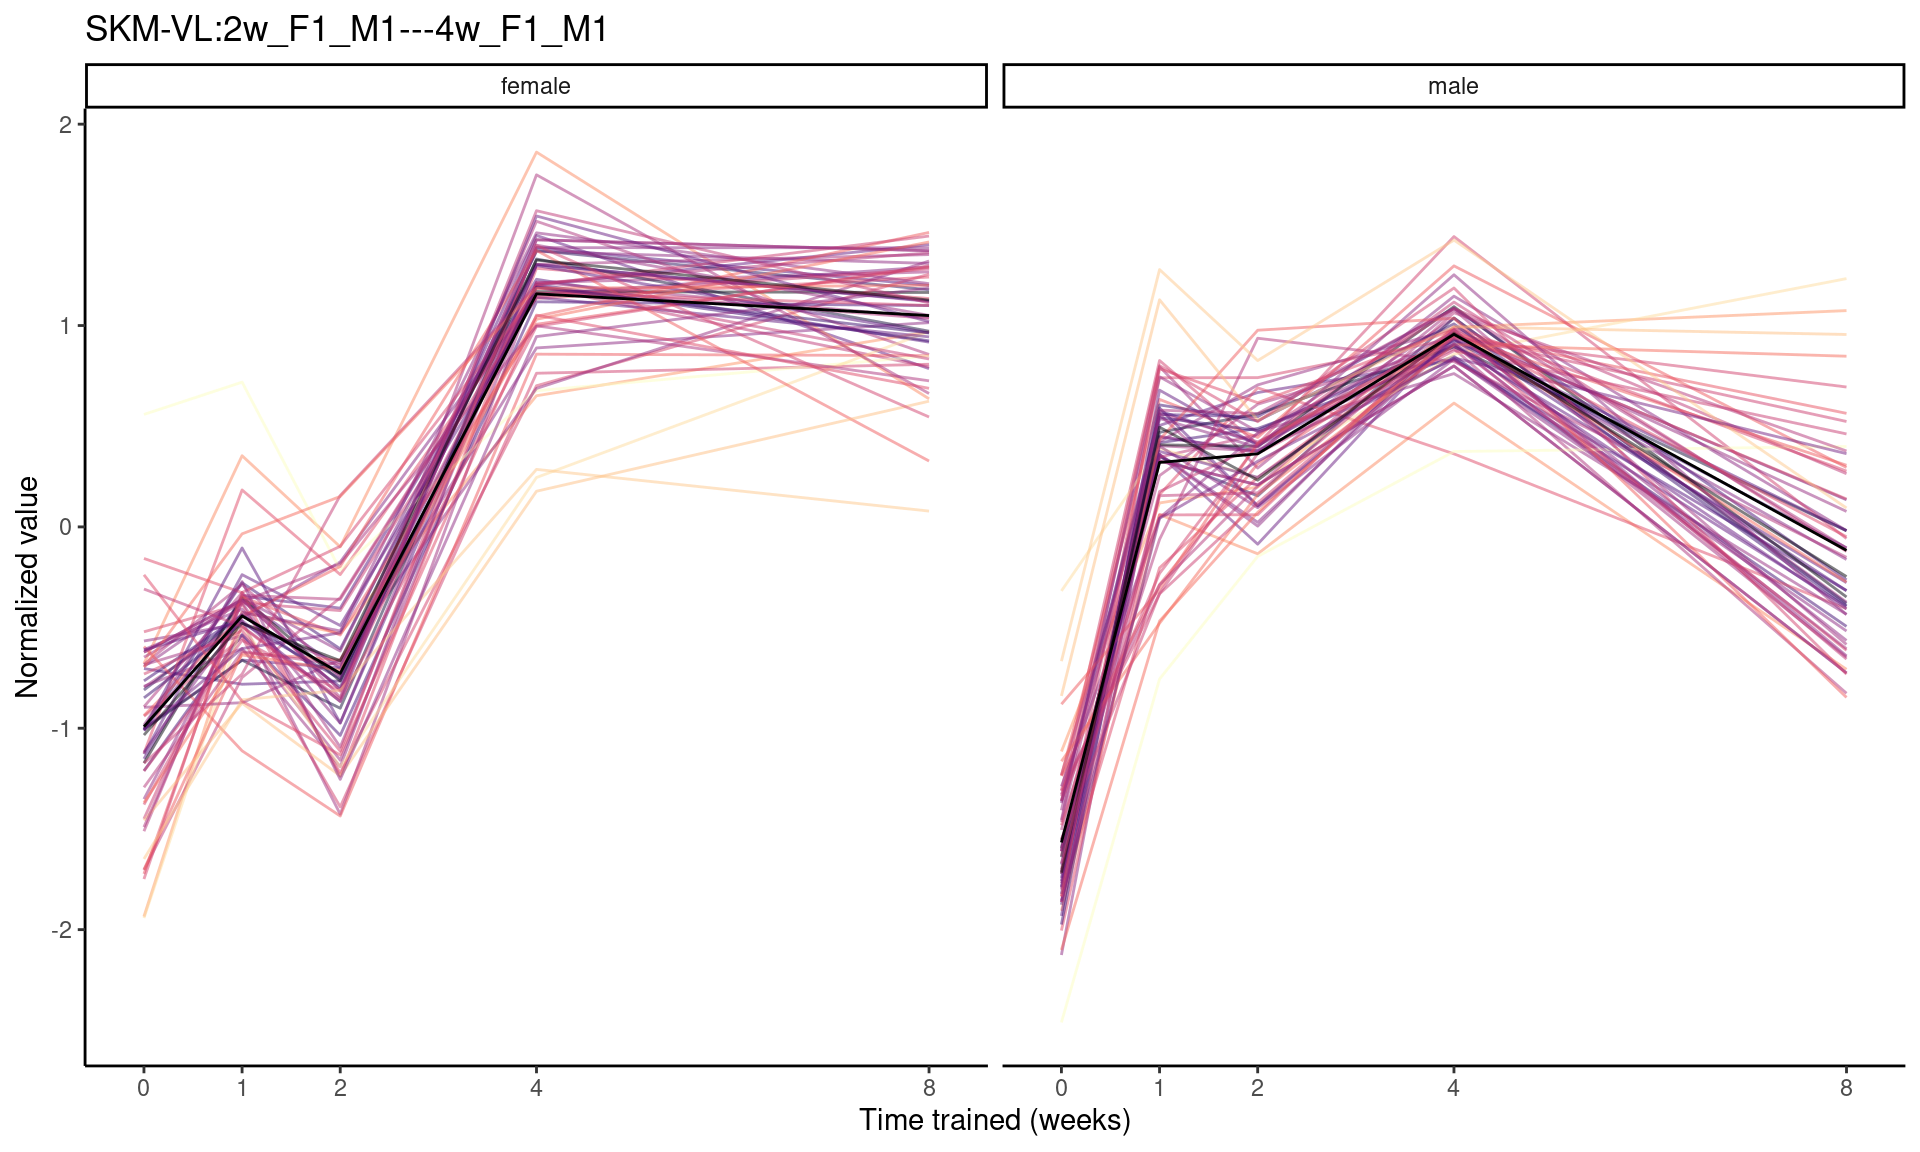 SKM-VL:2w_F1_M1---4w_F1_M1
female
male
Normalized value
2
1
0
-1
-2
0 1 2 4 8
0 1 2 4 8
Time trained (weeks)